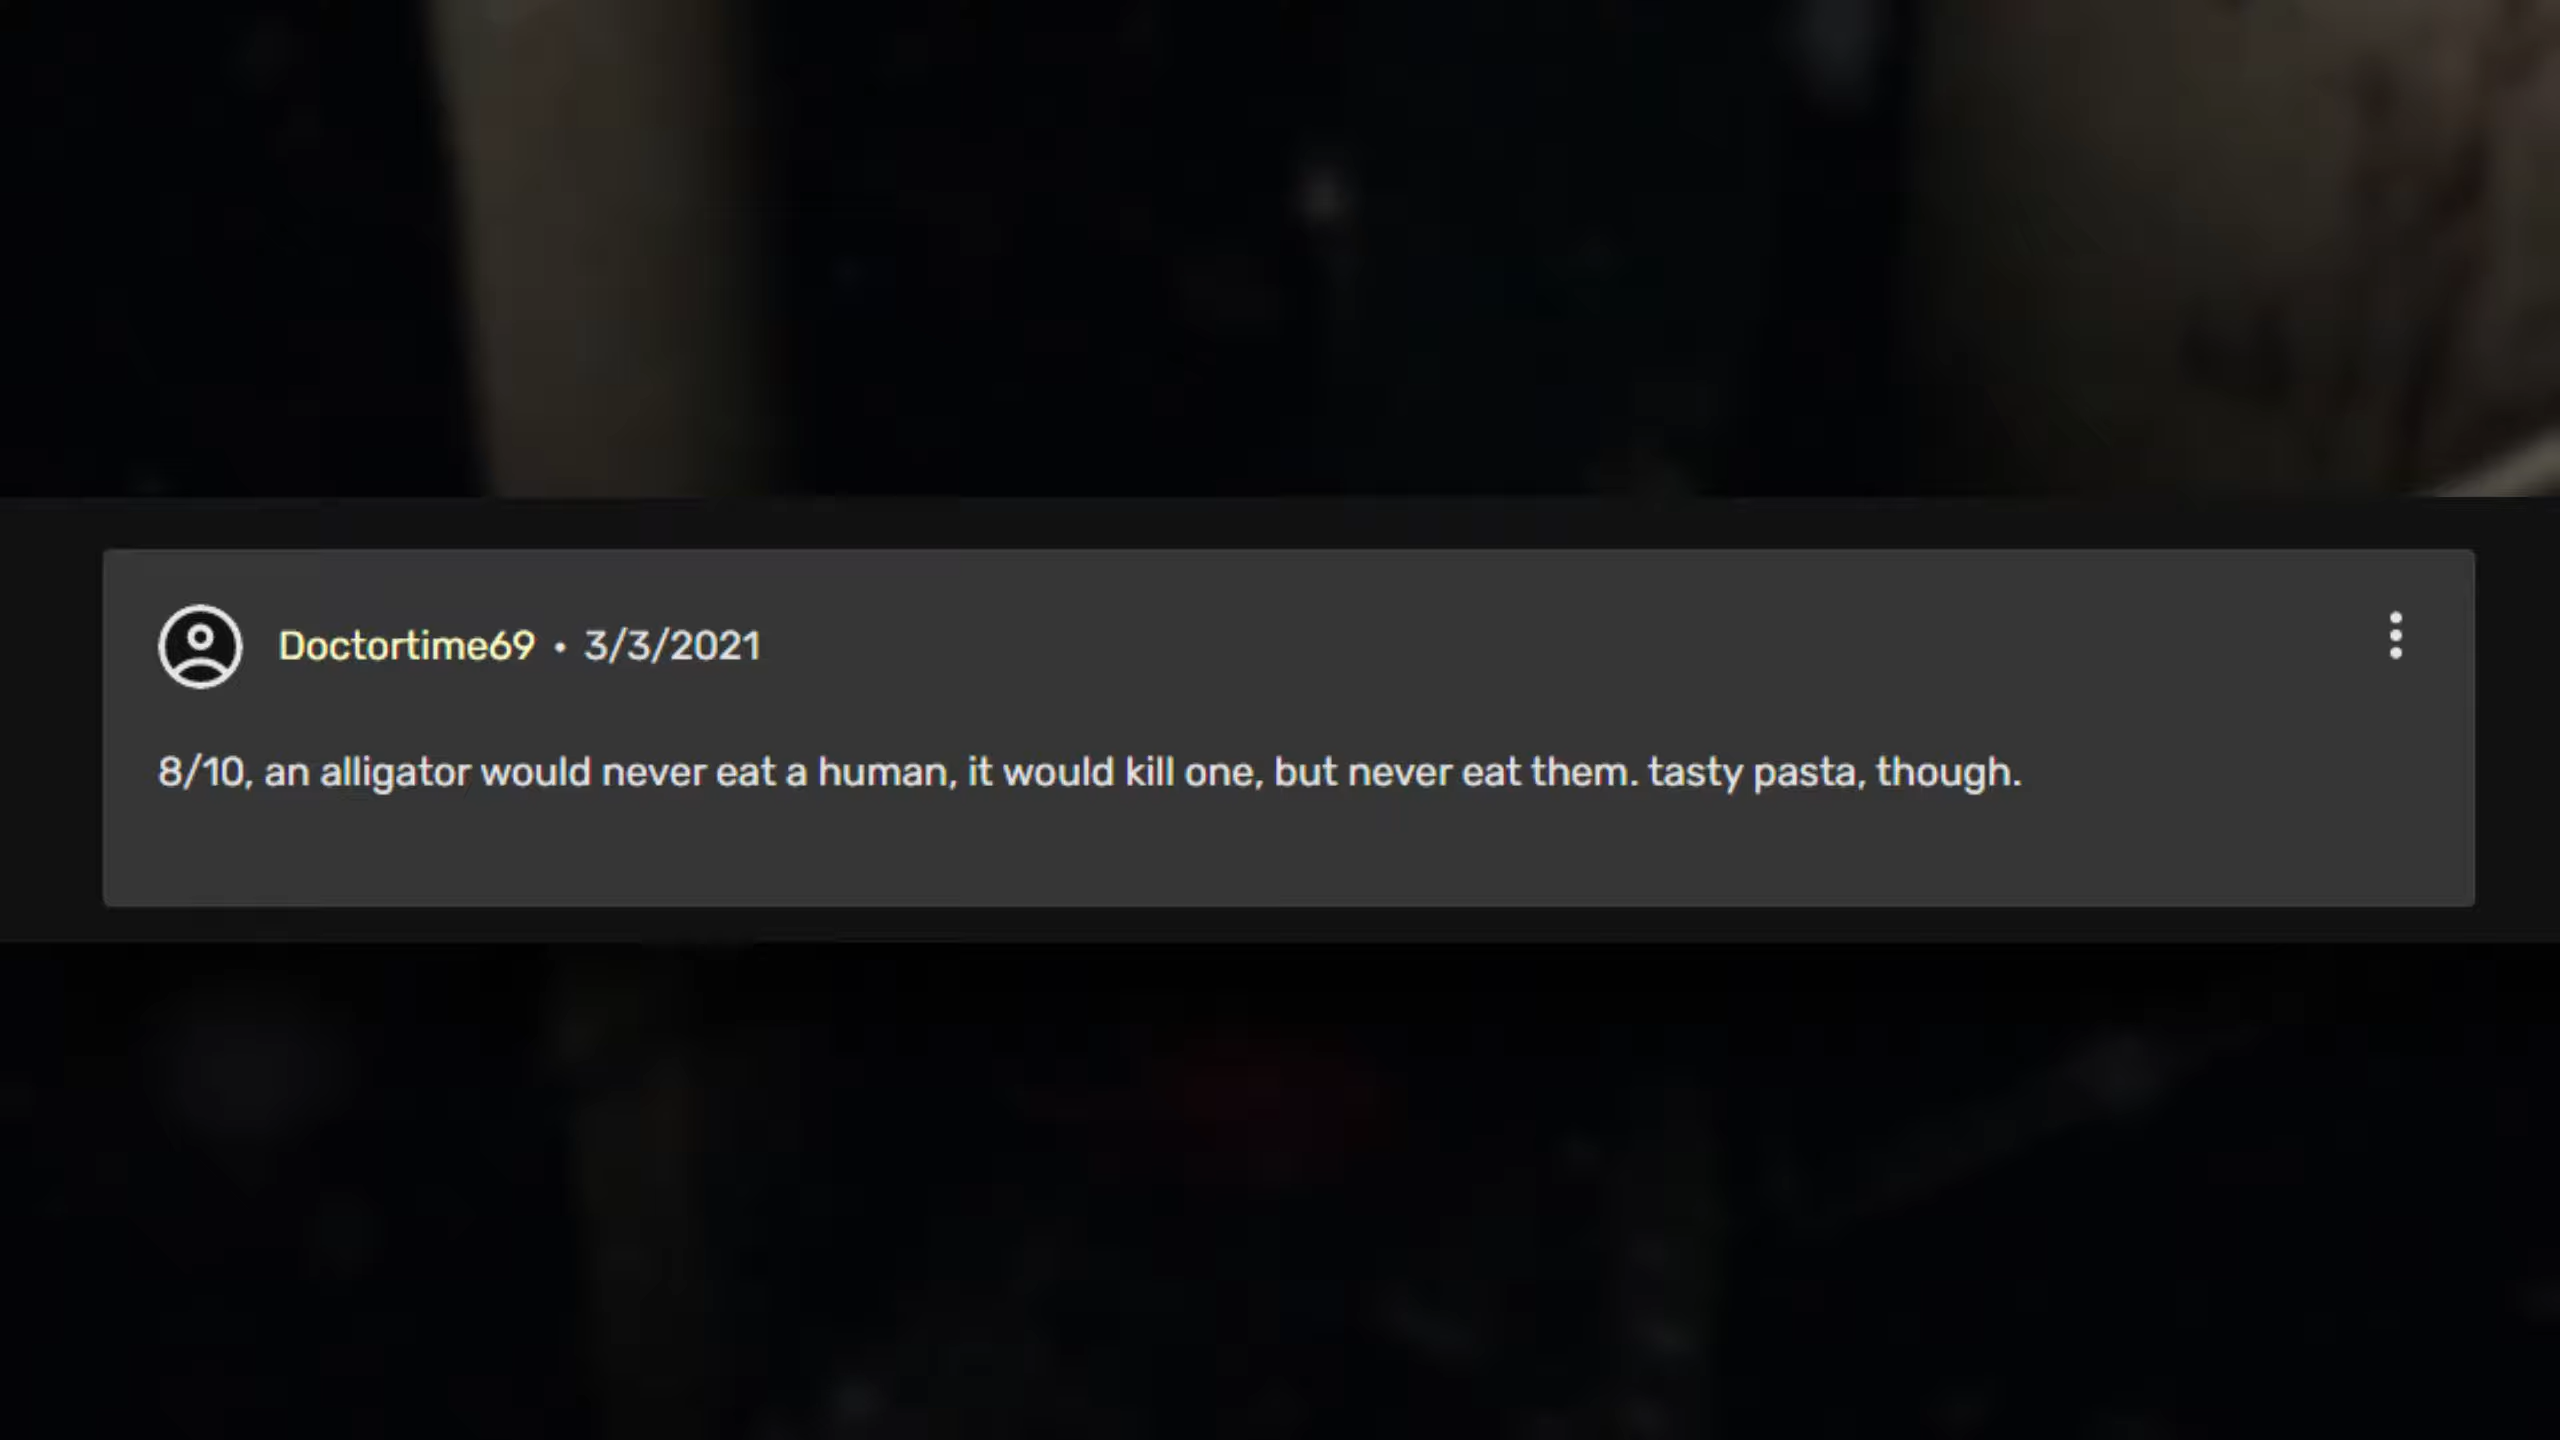 Doctortime69 • 3/3/2021
8/10, an alligator would never eat a human, it would kill one, but never eat them. tasty pasta, though.